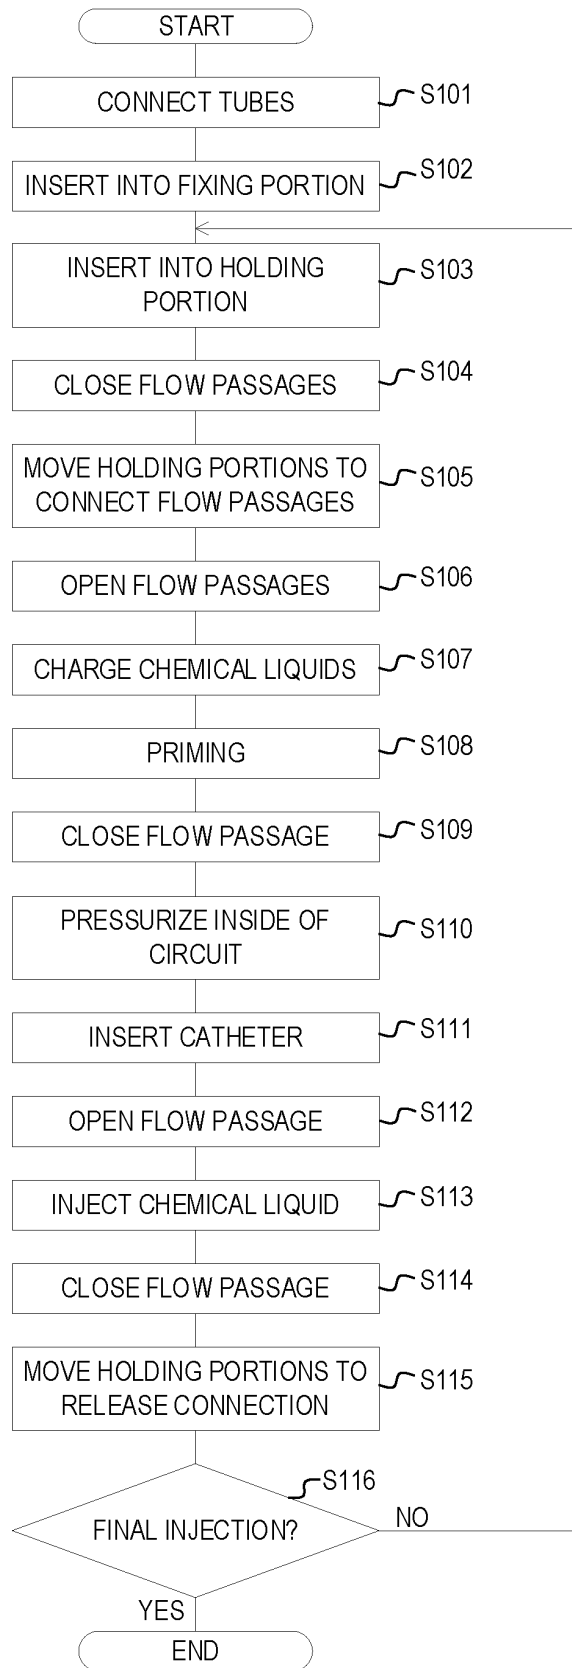 START
CONNECT TUBES
S101
INSERT INTO FIXING PORTION
S102
INSERT INTO HOLDING
PORTION
S103
CLOSE FLOW PASSAGES
S104
MOVE HOLDING PORTIONS TO
CONNECT FLOW PASSAGES
S105
OPEN FLOW PASSAGES
S106
CHARGE CHEMICAL LIQUIDS
S107
PRIMING
S108
CLOSE FLOW PASSAGE
S109
PRESSURIZE INSIDE OF
CIRCUIT
S110
INSERT CATHETER
S111
OPEN FLOW PASSAGE
S112
INJECT CHEMICAL LIQUID
S113
CLOSE FLOW PASSAGE
S114
MOVE HOLDING PORTIONS TO
RELEASE CONNECTION
S115
S116
FINAL INJECTION?
NO
YES
END